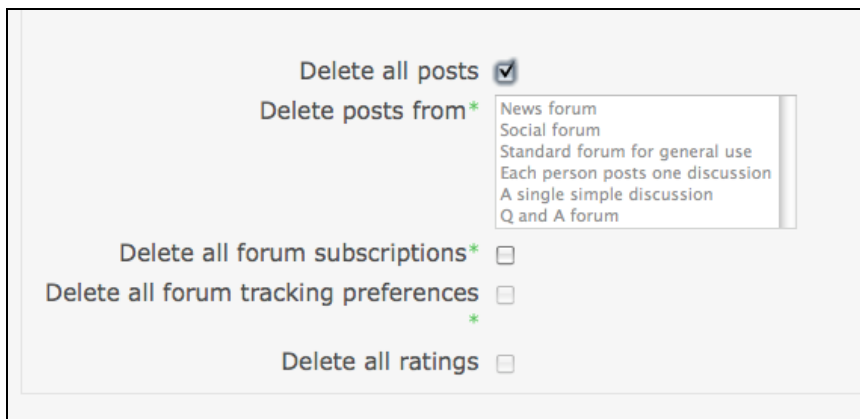 Delete all posts
Delete posts from*
News forum
Social forum
Standard forum for general use
Each person posts one discussion
A single simple discussion
Q and A forum
Delete all forum subscriptions*
Delete all forum tracking preferences
*
Delete all ratings